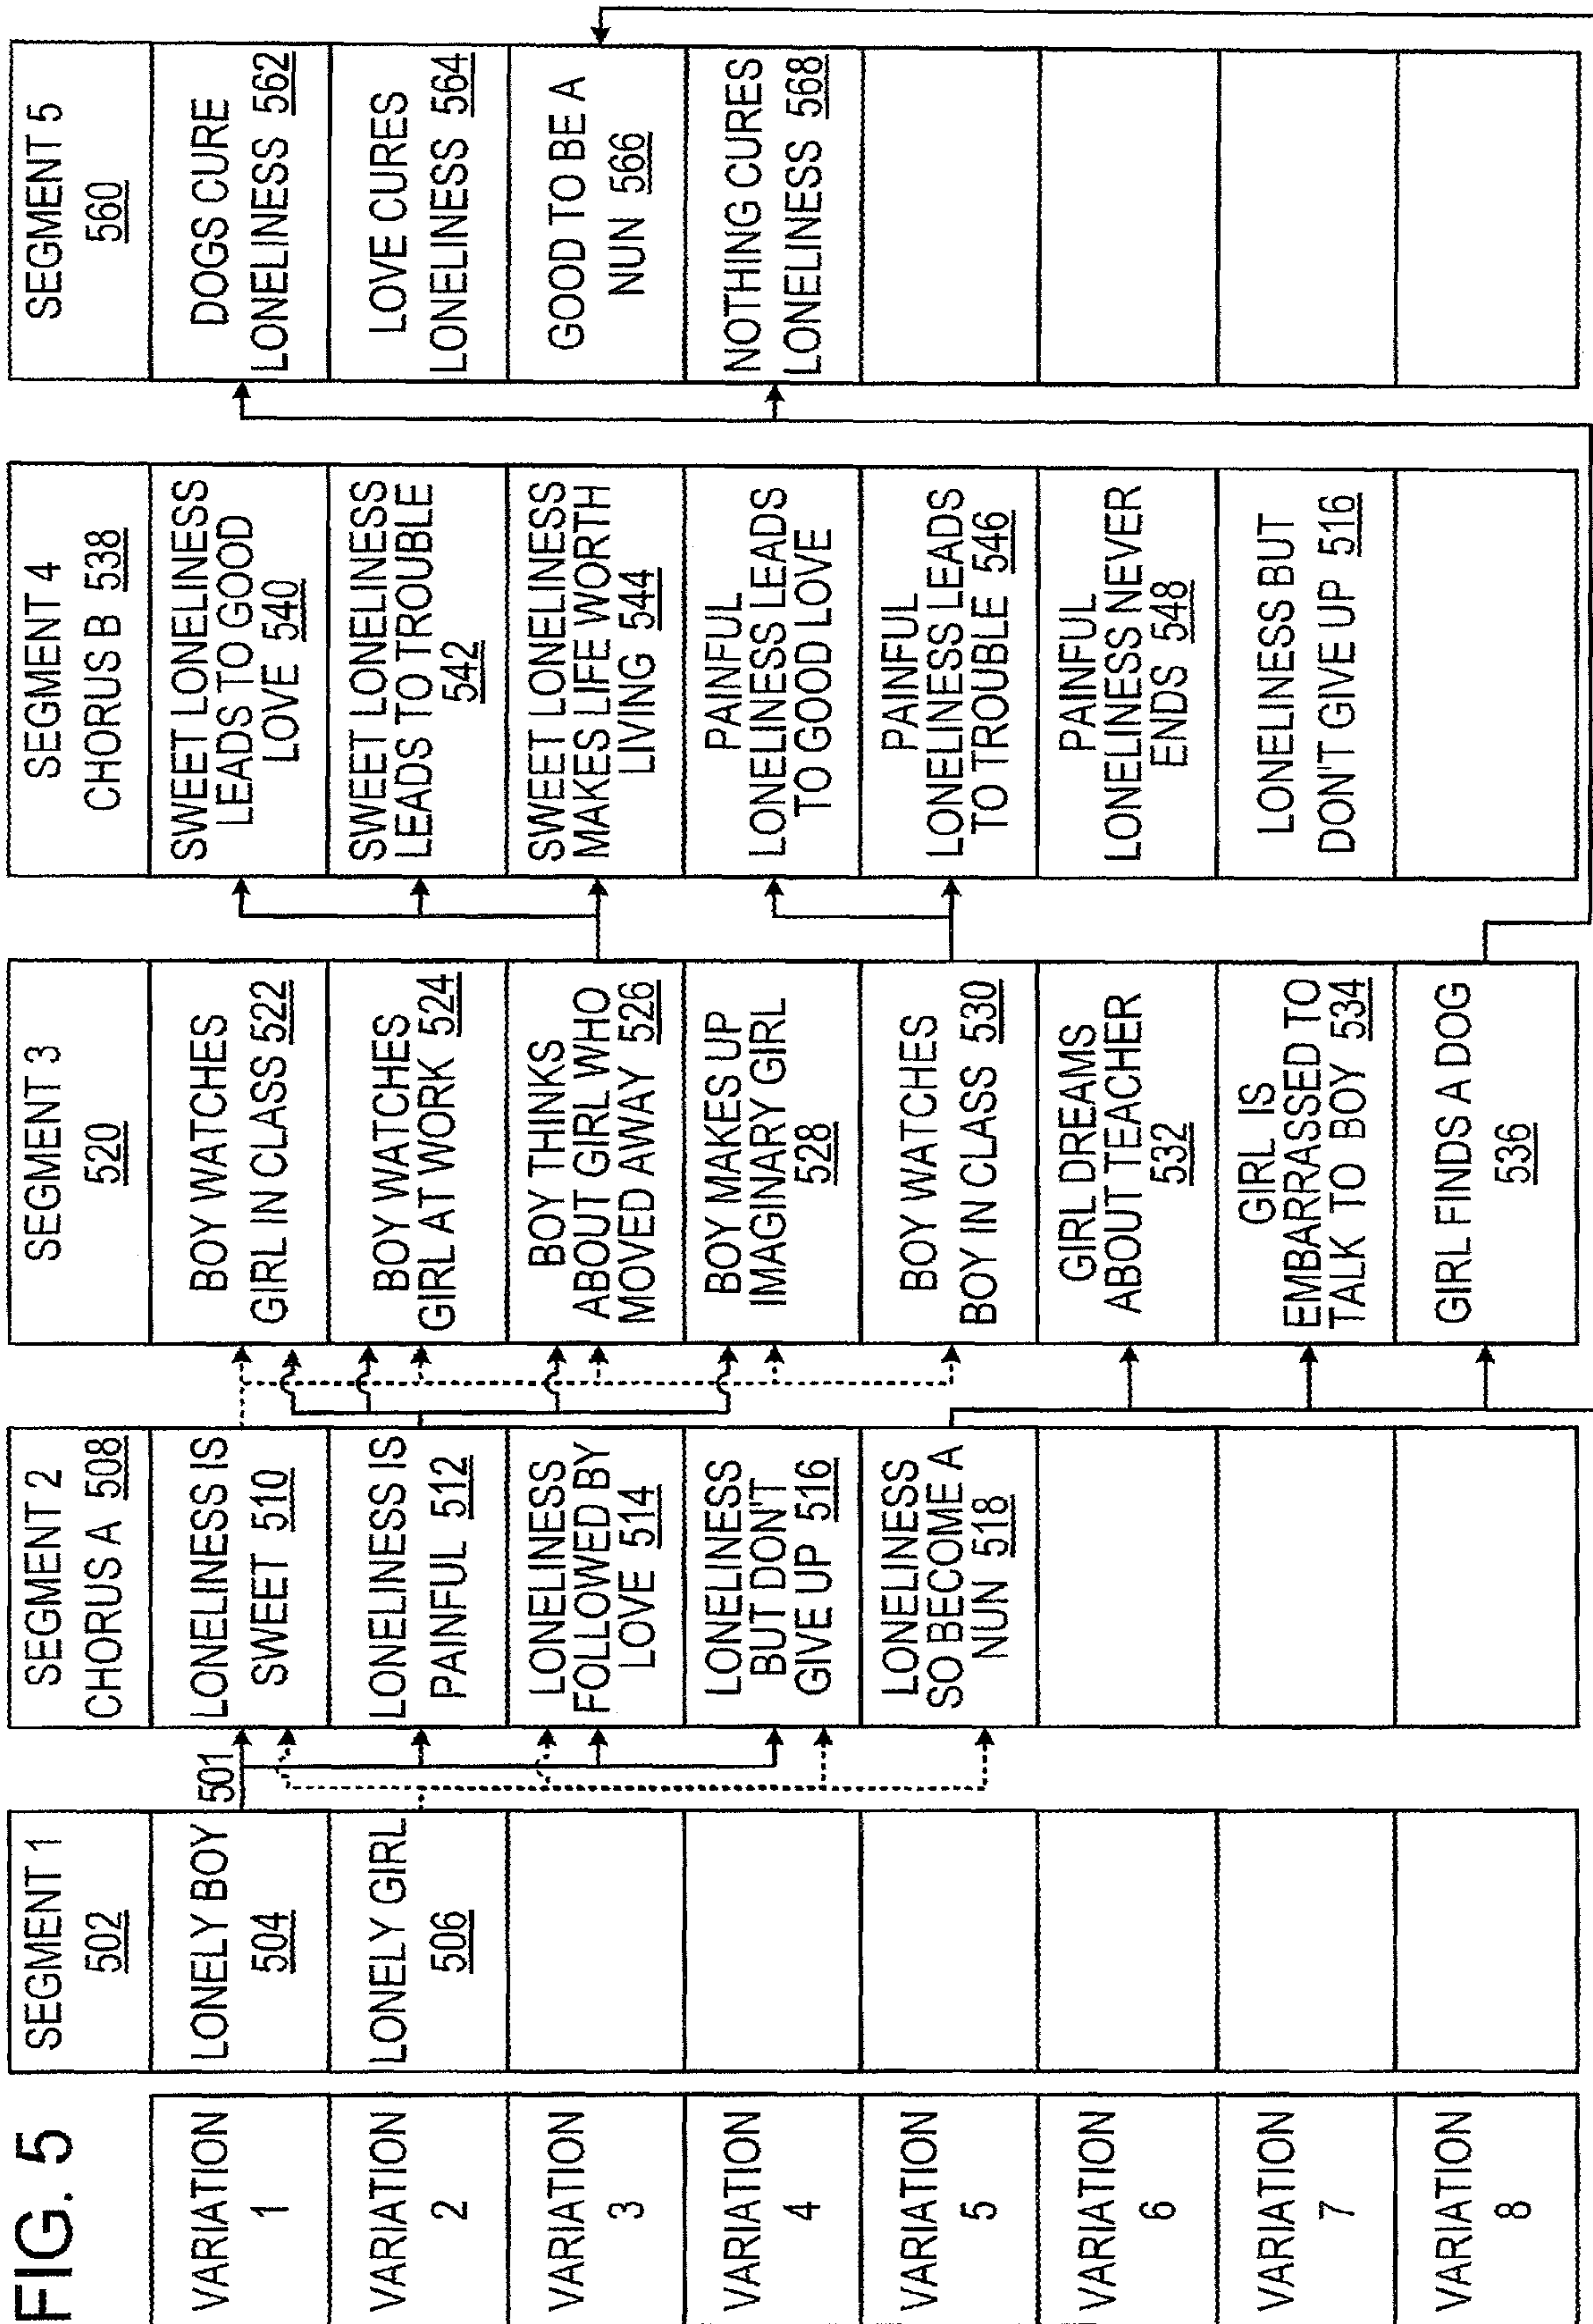 FIG. 5
VARIATION
1
VARIATION
2
VARIATION
3
VARIATION
4
VARIATION
5
VARIATION
6
VARIATION
7
VARIATION
8
SEGMENT 1
502
LONELY BOY
504
LONELY GIRL
506
501
SEGMENT 2
CHORUS A 508
LONELINESS IS
SWEET 510
LONELINESS IS
PAINFUL 512
LONELINESS
FOLLOWED BY
LOVE 514
LONELINESS
BUT DON'T
GIVE UP 516
LONELINESS
SO BECOME A
NUN 518
SEGMENT 3
520
BOY WATCHES
GIRL IN CLASS 522
BOY WATCHES
GIRL AT WORK 524
BOY THINKS
ABOUT GIRL WHO
MOVED AWAY 526
BOY MAKES UP
IMAGINARY GIRL
528
BOY WATCHES
BOY IN CLASS 530
GIRL DREAMS
ABOUT TEACHER
532
GIRL IS
EMBARRASSED TO
TALK TO BOY 534
GIRL FINDS A DOG
536
SEGMENT 4
CHORUS B 538
SWEET LONELINESS
LEADS TO GOOD
LOVE 540
SWEET LONELINESS
LEADS TO TROUBLE
542
SWEET LONELINESS
MAKES LIFE WORTH
LIVING 544
PAINFUL
LONELINESS LEADS
TO GOOD LOVE
PAINFUL
LONELINESS LEADS
TO TROUBLE 546
PAINFUL
LONELINESS NEVER
ENDS 548
LONELINESS BUT
DON'T GIVE UP 516
SEGMENT 5
560
DOGS CURE
LONELINESS 562
LOVE CURES
LONELINESS 564
GOOD TO BE A
NUN 566
NOTHING CURES
LONELINESS 568